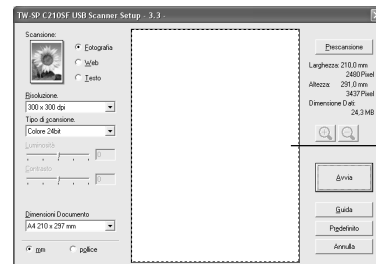 TW-SP C210SF USB Scanner Setup - 3.3 -
Scansione:
Fotografia
Web
Testo
Risoluzione.
300 x 300 dpi
Tipo di scansione.
Colore 24bit
Luminosità
0
Contrasto
0
Dimensioni Documento
A4 210 x 297 mm
mm
pollice
Prescansione
Larghezza: 210,0 mm
2480 Pixel
Altezza: 291,0 mm
3437 Pixel
Dimensione Dati:
24,3 MB
Avvia
Guida
Predefinito
Annulla